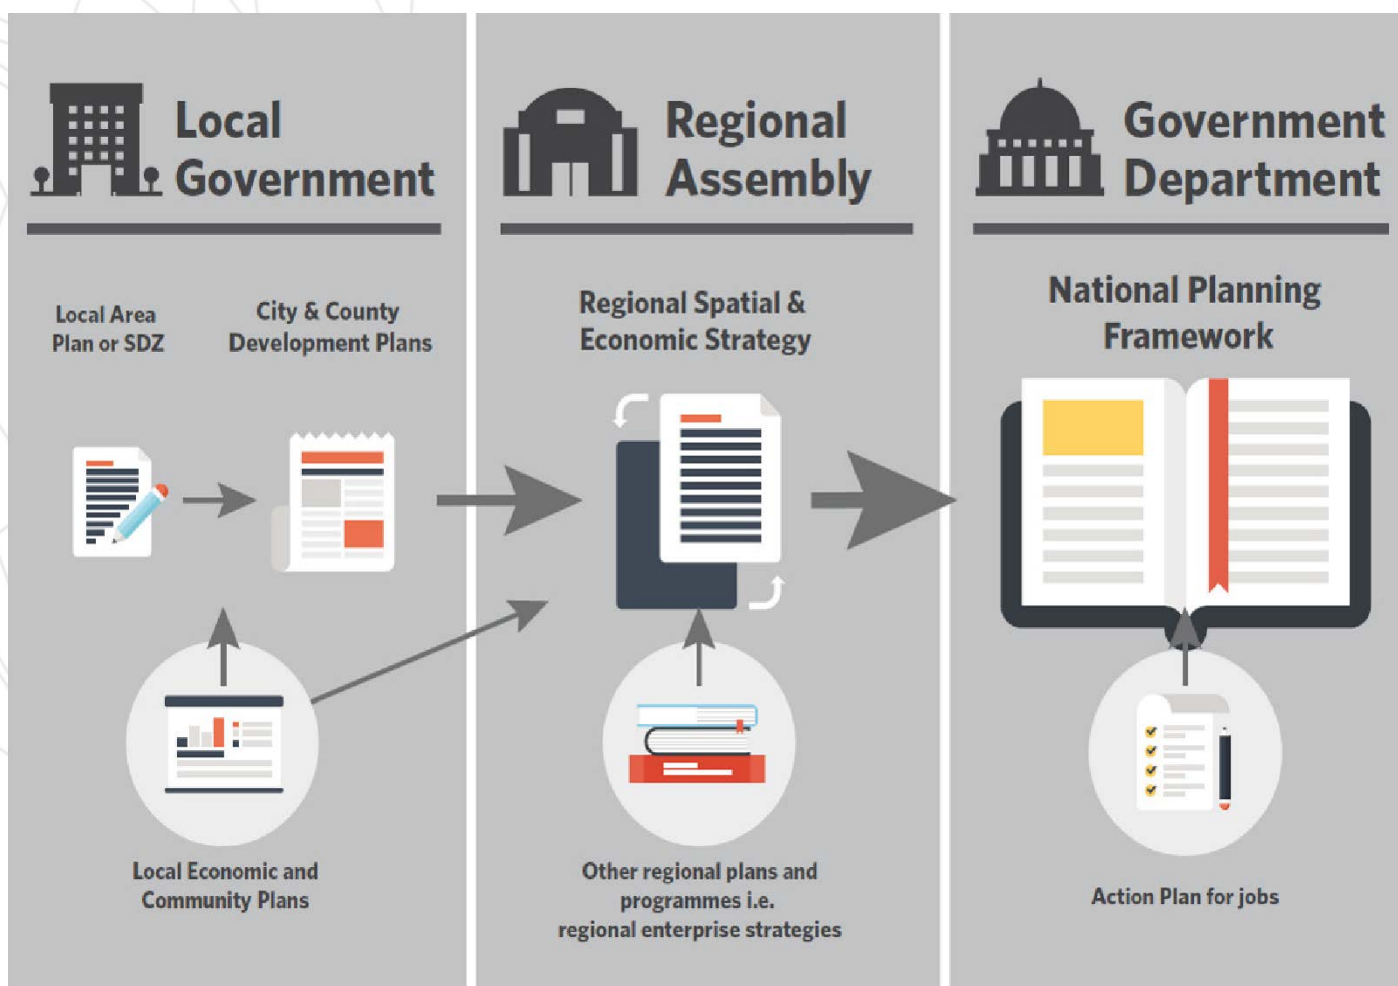 Local
Government
Local Area
Plan or SDZ
City & County
Development Plans
Local Economic and
Community Plans
Regional
Assembly
Regional Spatial &
Economic Strategy
Other regional plans and
programmes i.e.
regional enterprise strategies
Government
Department
National Planning
Framework
Action Plan for jobs